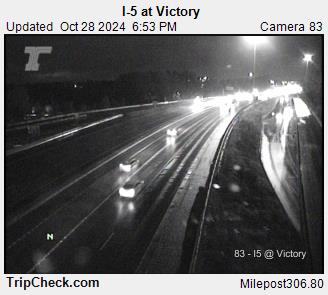 I-5 at Victory
Updated Oct 28 2024 6:53 PM Camera 83
T
N
83 - I5 @ Victory
TripCheck.com Milepost306.80